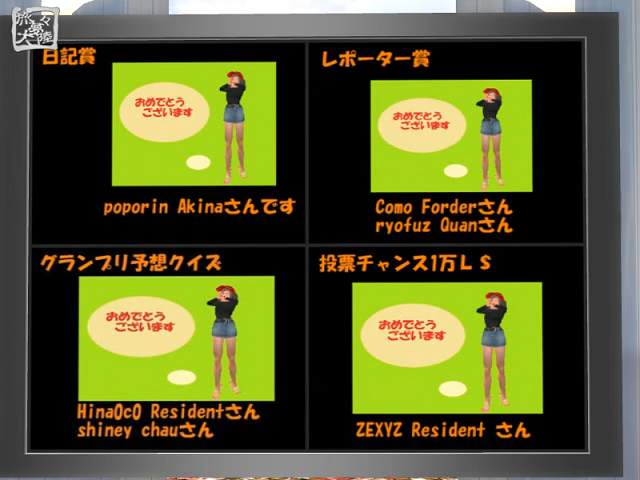 旅々
夢
大陸
日記賞
おめでとう
ございます
poporin Akinaさんです
レポーター賞
おめでとう
ございます
Como Forderさん
ryofuz Quanさん
グランプリ予想クイズ
おめでとう
ございます
HinaOcO Residentさん
shiney chauさん
投票チャンス1万L$
おめでとう
ございます
ZEXYZ Resident さん